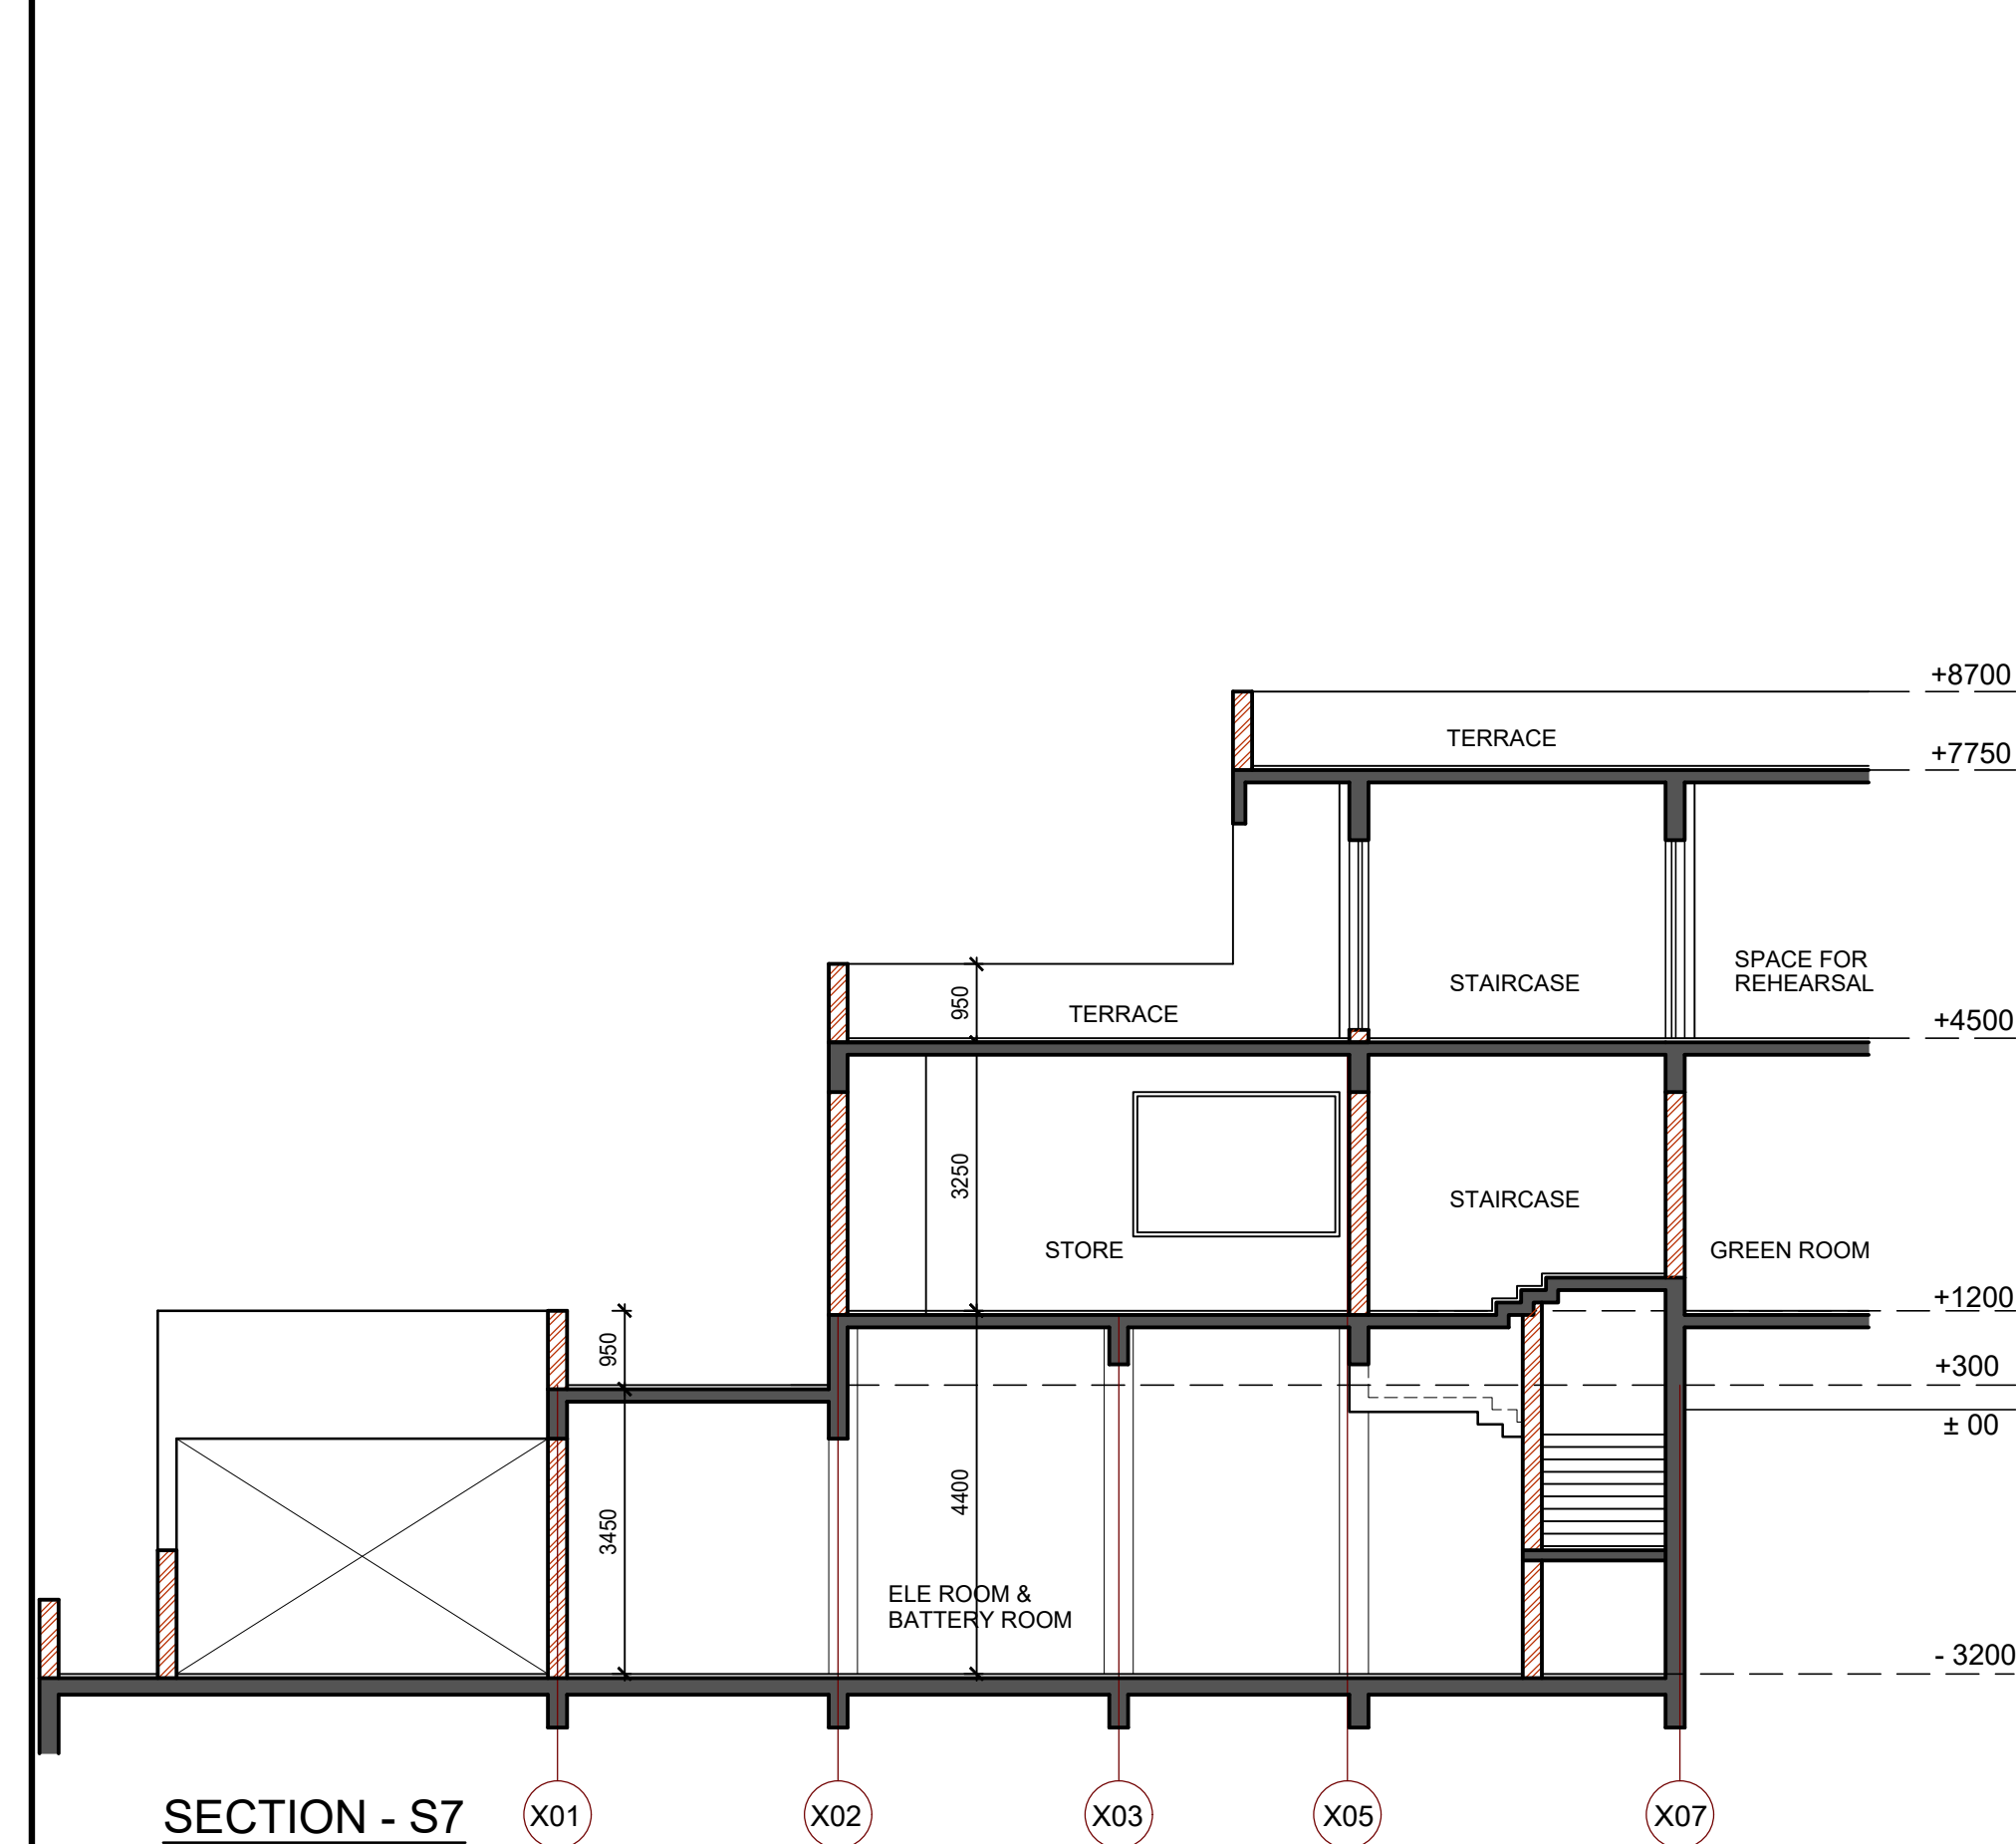 +8700
TERRACE
+7750
SPACE FOR
REHEARSAL
STAIRCASE
950
TERRACE
+4500
3250
STAIRCASE
STORE
GREEN ROOM
+1200
950
+300
± 00
4400
3450
ELE ROOM &
BATTERY ROOM
- 3200
SECTION - S7
X01
X02
X03
X05
X07